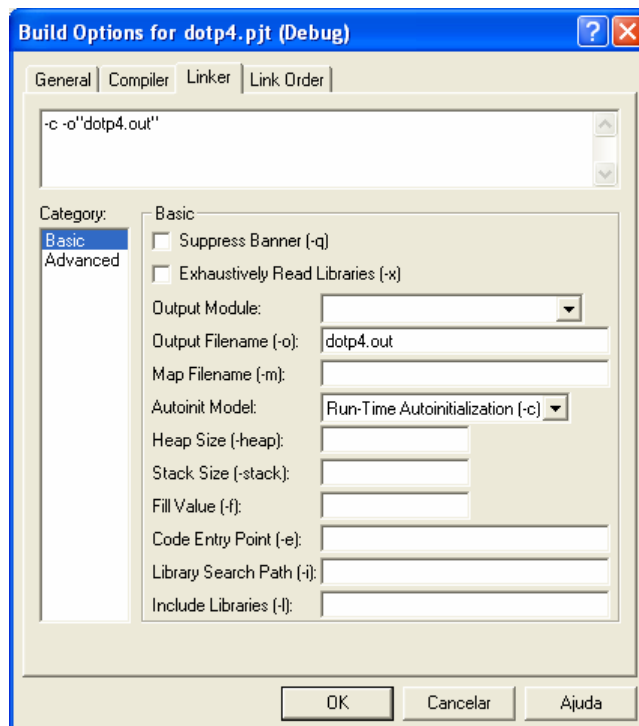 Build Options for dotp4.pjt (Debug)
General Compiler Linker Link Order
-c -o"dotp4.out"
Category:
Basic
Advanced
Basic
Suppress Banner (-q)
Exhaustively Read Libraries (-x)
Output Module:
Output Filename (-o): dotp4.out
Map Filename (-m):
Autoinit Model: Run-Time Autoinitialization (-c)
Heap Size (-heap):
Stack Size (-stack):
Fill Value (-f):
Code Entry Point (-e):
Library Search Path (-i):
Include Libraries (-l):
OK Cancelar Ajuda